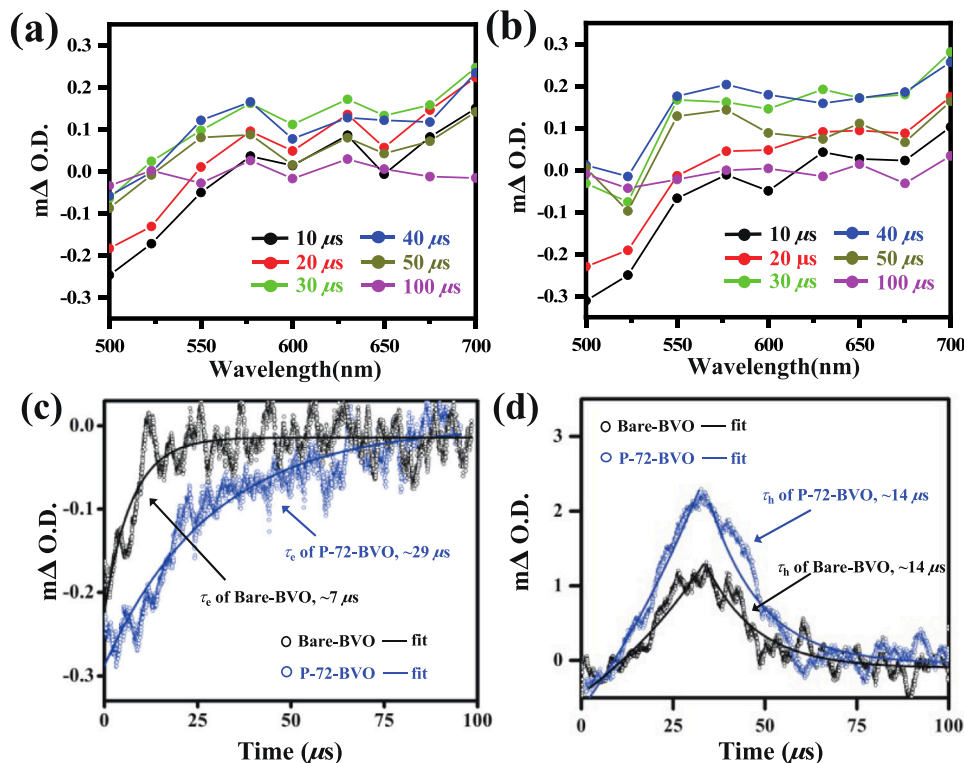 (a)
0.3
0.2
0.1
0.0
-0.1
-0.2
-0.3
mΔ O.D.
10 μs
20 μs
30 μs
40 μs
50 μs
100 μs
500 550 600 650 700
Wavelength(nm)
(b)
0.3
0.2
0.1
0.0
-0.1
-0.2
-0.3
mΔ O.D.
10 μs
20 μs
30 μs
40 μs
50 μs
100 μs
500 550 600 650 700
Wavelength(nm)
(c)
0.0
-0.1
-0.2
-0.3
mΔ O.D.
τe of P-72-BVO, ~29 μs
τe of Bare-BVO, ~7 μs
Bare-BVO — fit
P-72-BVO — fit
0 25 50 75 100
Time (μs)
(d)
3
2
1
0
mΔ O.D.
Bare-BVO — fit
P-72-BVO — fit
τh of P-72-BVO, ~14 μs
τh of Bare-BVO, ~14 μs
0 25 50 75 100
Time (μs)